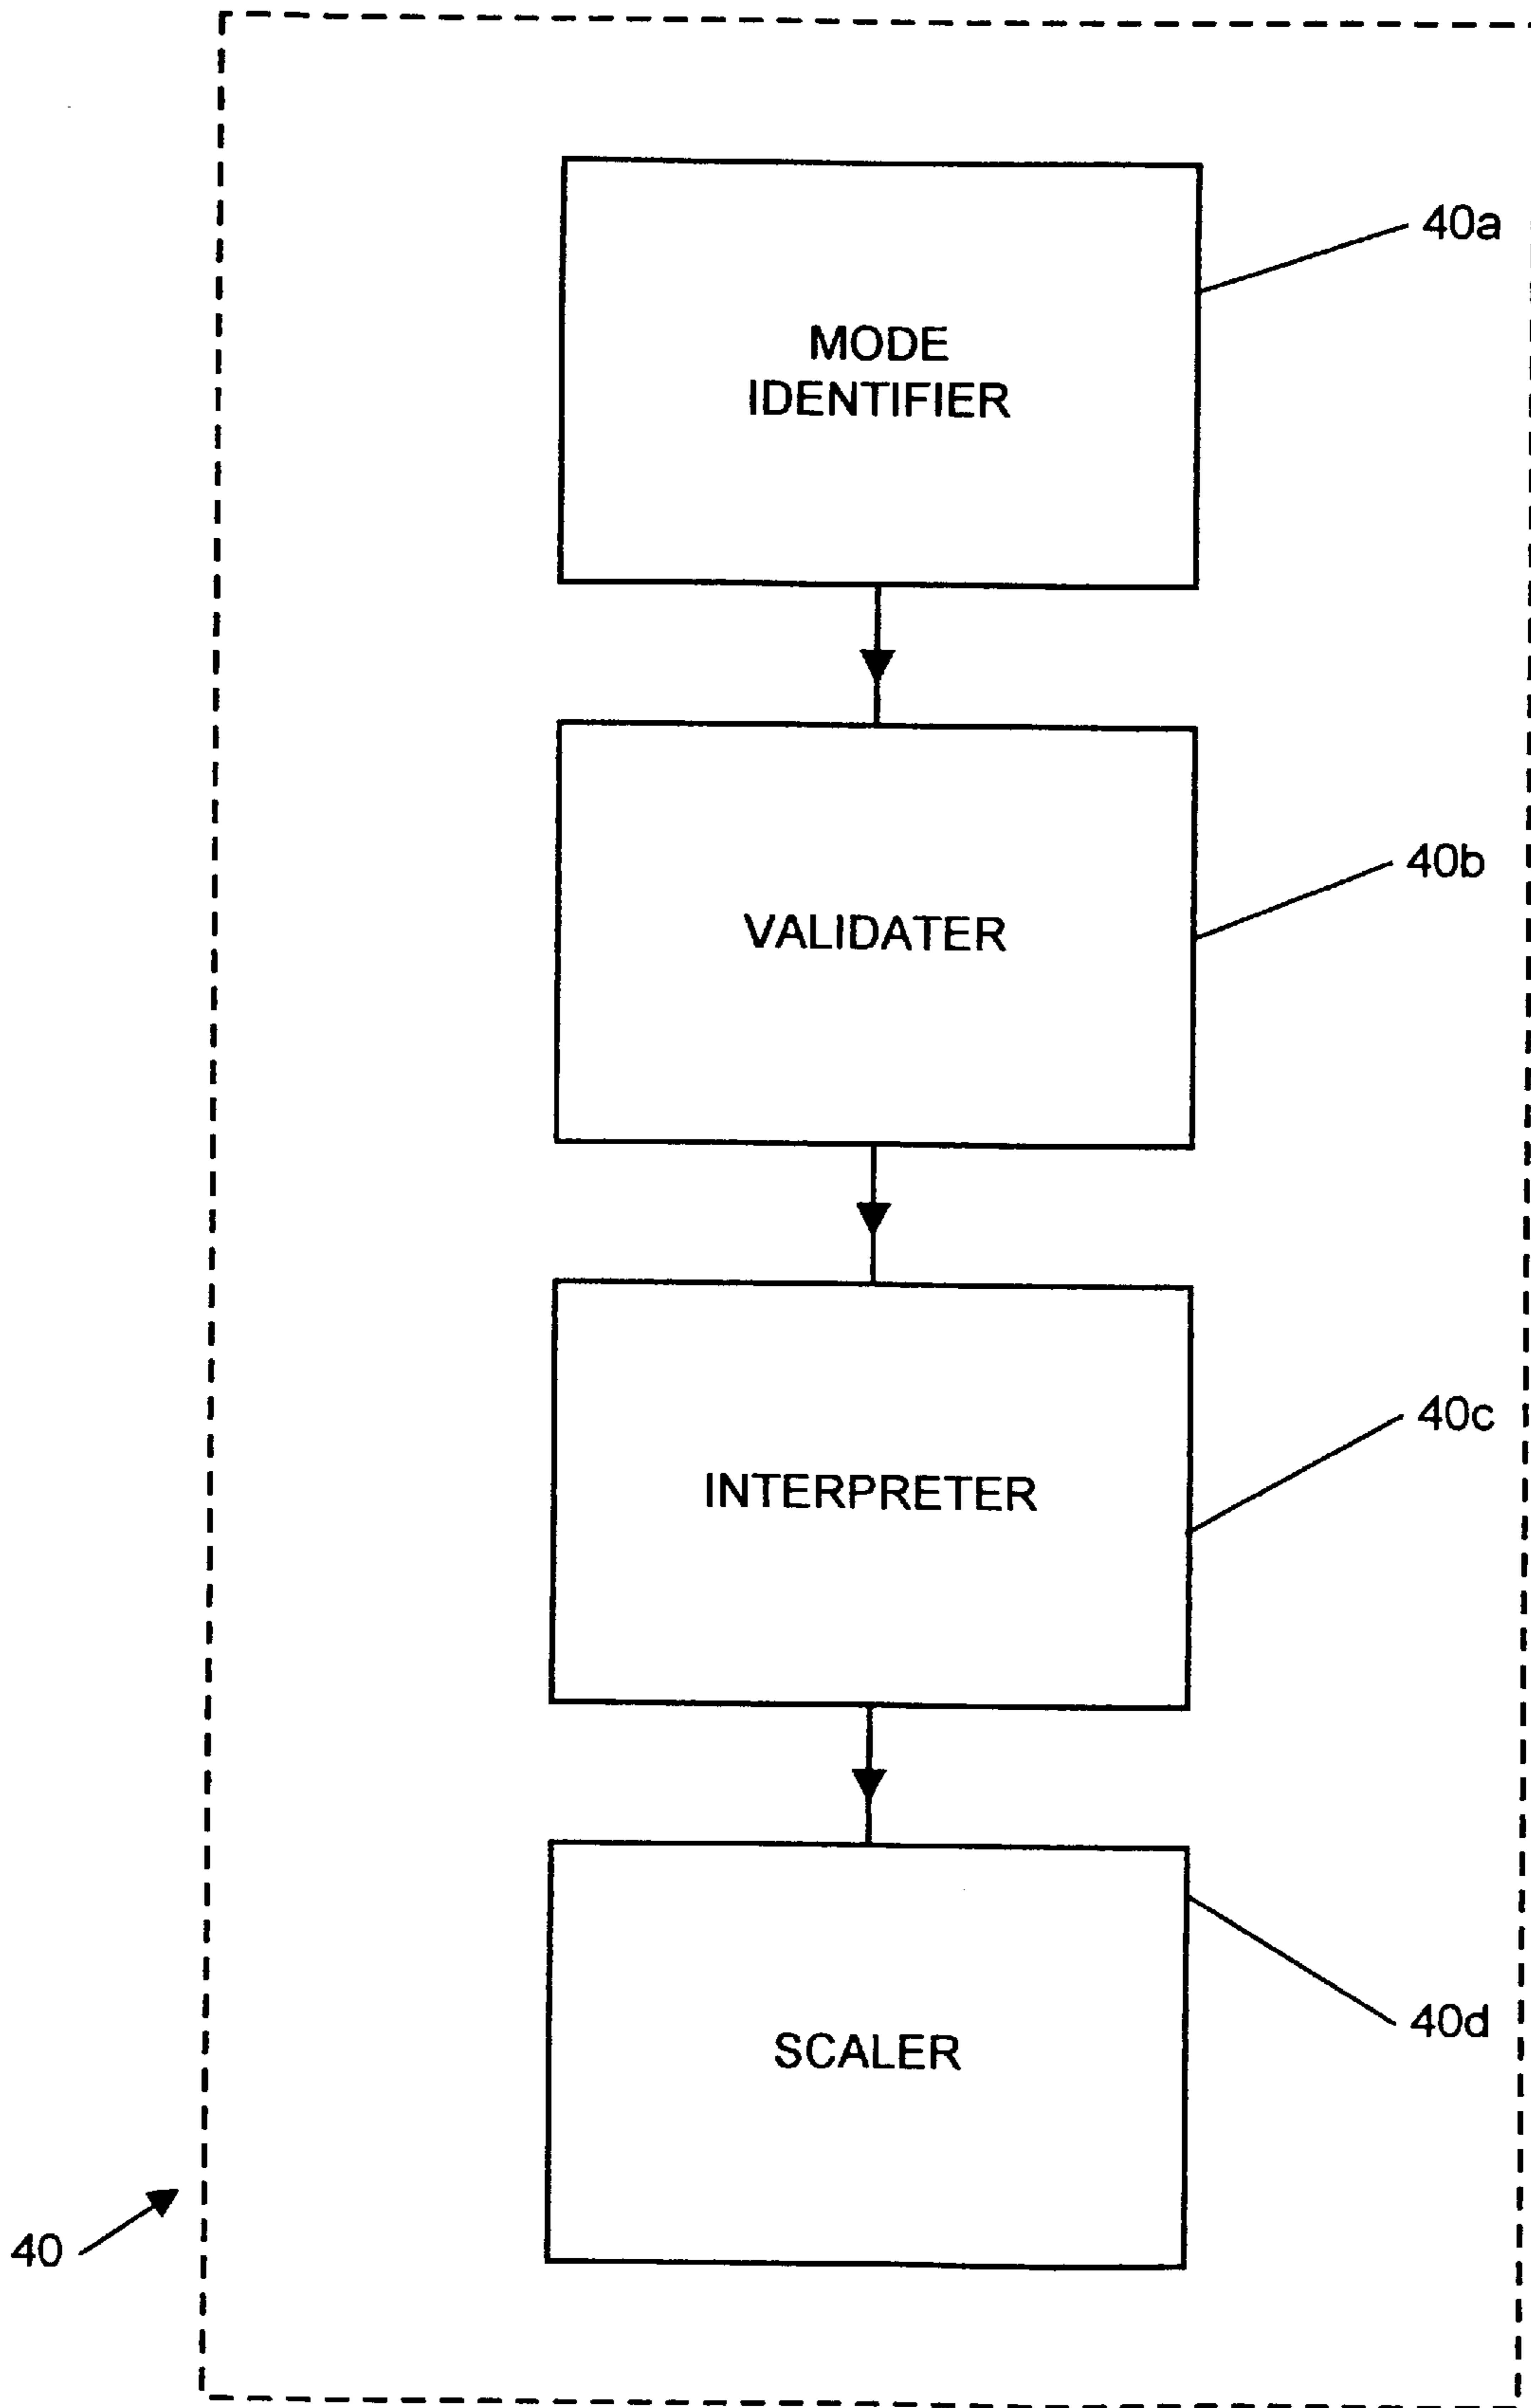 40a
MODE
IDENTIFIER
40b
VALIDATER
40c
INTERPRETER
40d
SCALER
40